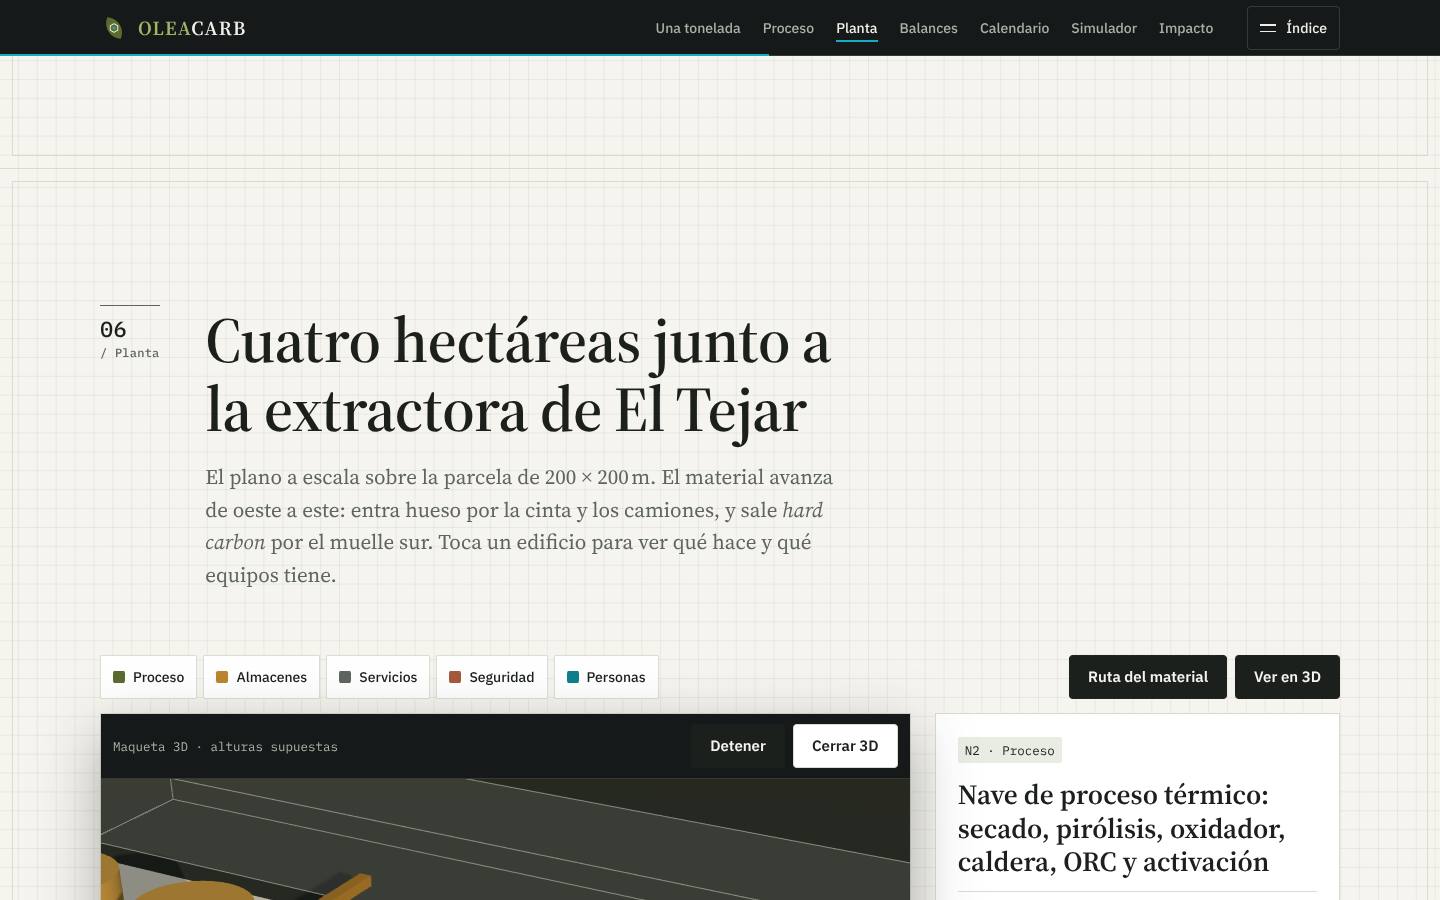 OLEACARB
Una tonelada
Proceso
Planta
Balances
Calendario
Simulador
Impacto
Índice
06
/ Planta
Cuatro hectáreas junto a
la extractora de El Tejar
El plano a escala sobre la parcela de 200 × 200 m. El material avanza
de oeste a este: entra hueso por la cinta y los camiones, y sale hard
carbon por el muelle sur. Toca un edificio para ver qué hace y qué
equipos tiene.
Proceso
Almacenes
Servicios
Seguridad
Personas
Ruta del material
Ver en 3D
Maqueta 3D · alturas supuestas
Detener
Cerrar 3D
N2 · Proceso
Nave de proceso térmico:
secado, pirólisis, oxidador,
caldera, ORC y activación